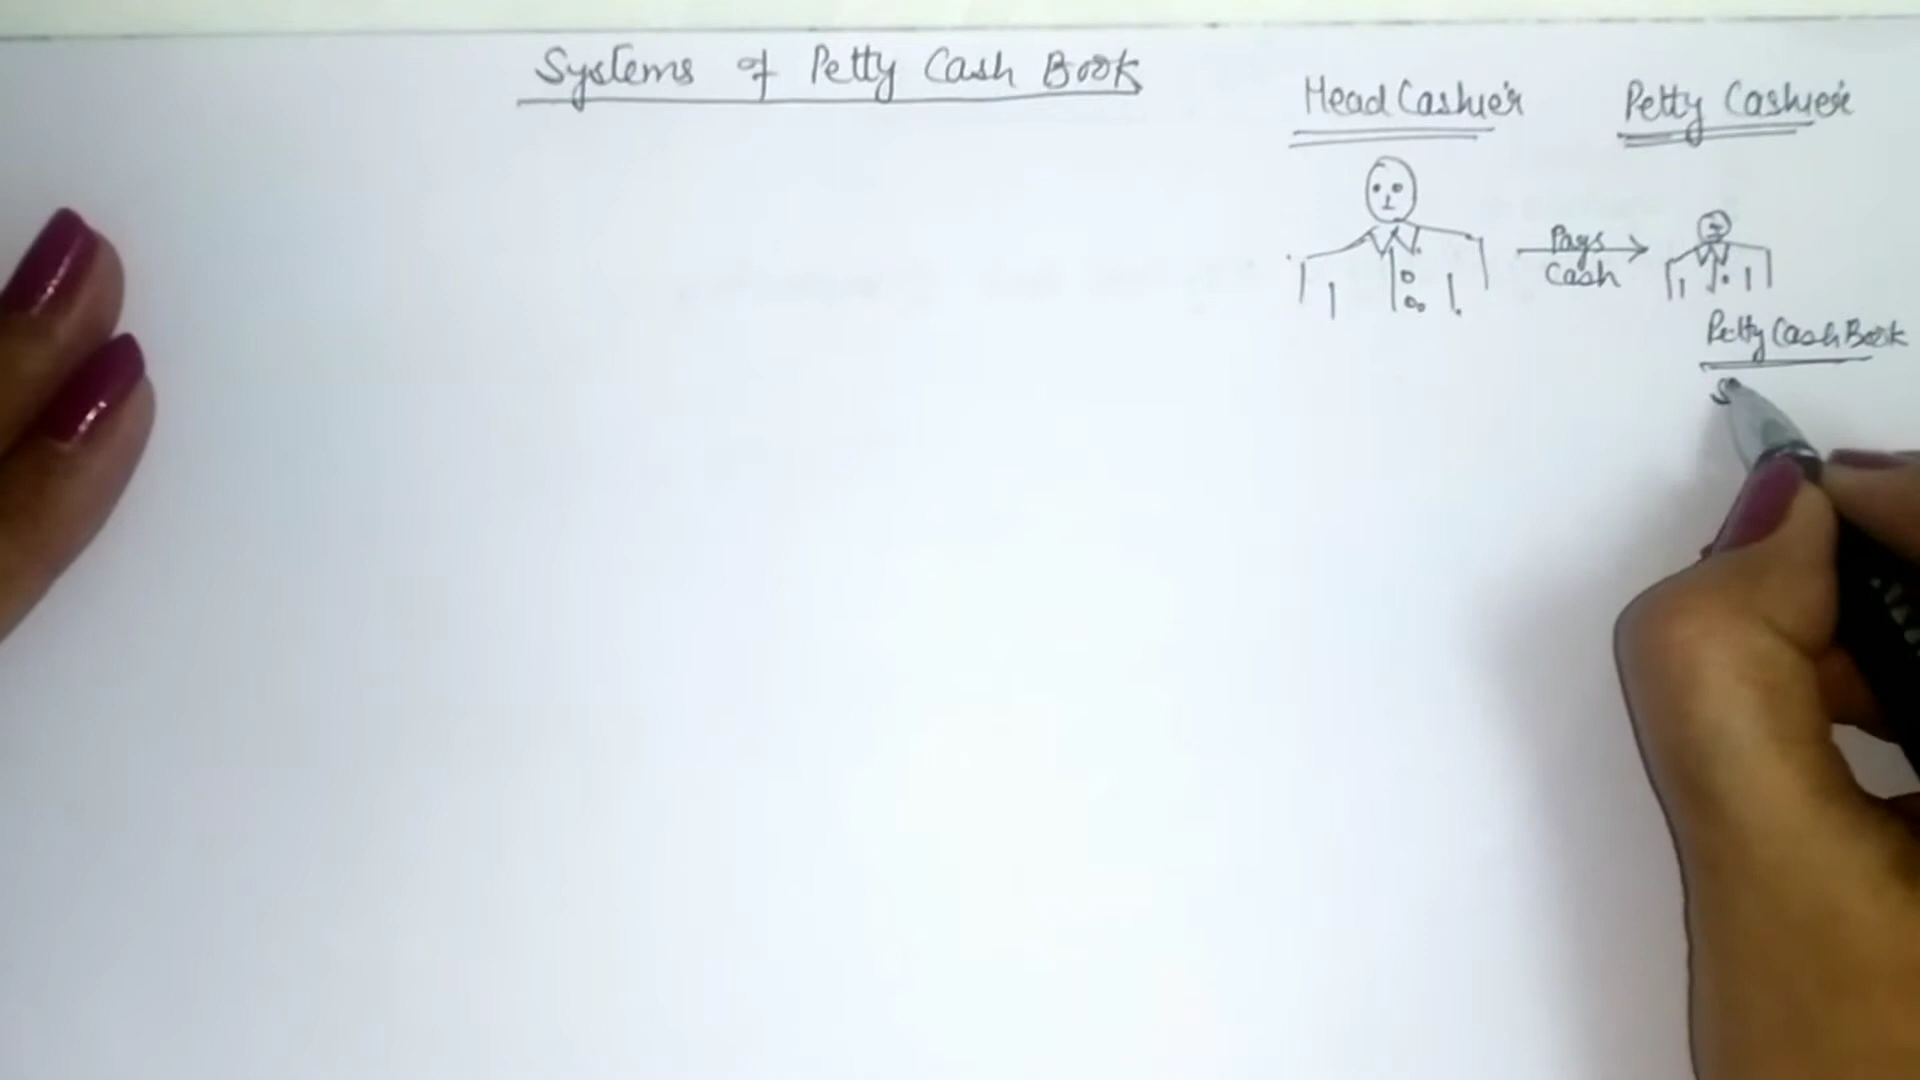 Systems of Petty Cash Book
Head Cashier
Petty Cashier
Pays
Cash
Petty Cash Book
S